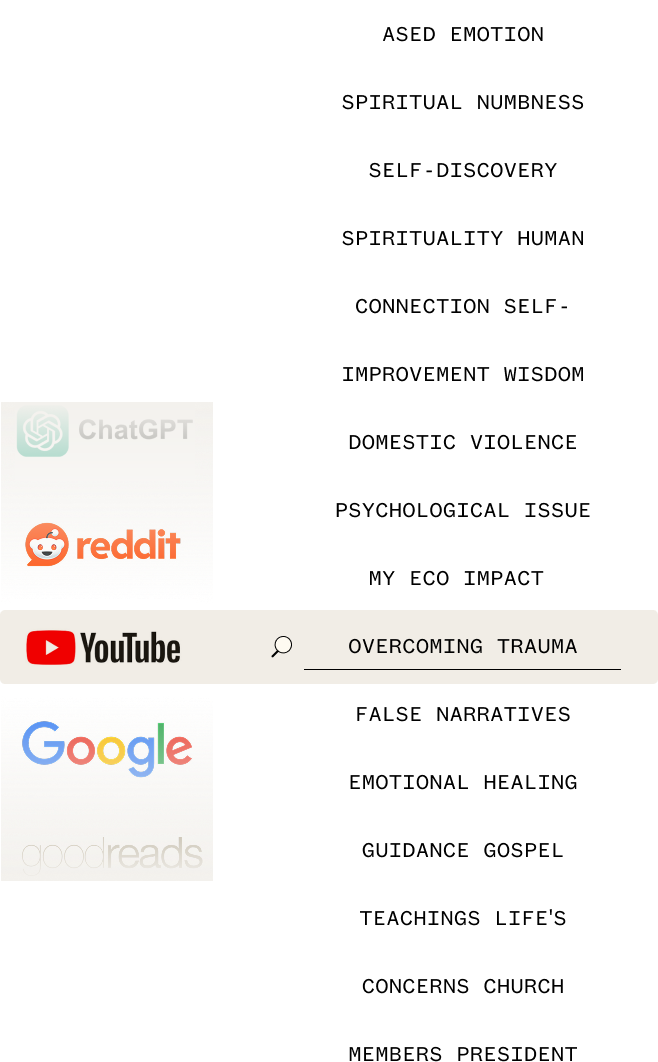 ASED EMOTION
SPIRITUAL NUMBNESS
SELF-DISCOVERY
SPIRITUALITY HUMAN
CONNECTION SELF-
IMPROVEMENT WISDOM
ChatGPT
DOMESTIC VIOLENCE
PSYCHOLOGICAL ISSUE
reddit
MY ECO IMPACT
YouTube
OVERCOMING TRAUMA
FALSE NARRATIVES
Google
EMOTIONAL HEALING
goodreads
GUIDANCE GOSPEL
TEACHINGS LIFE'S
CONCERNS CHURCH
MEMBERS PRESIDENT